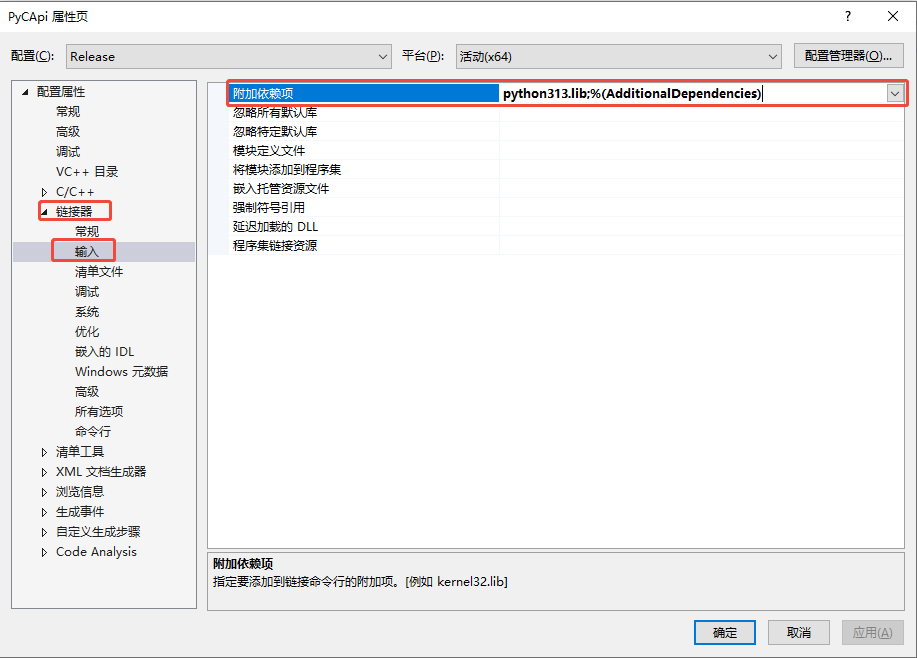 PyCApi 属性页
?
配置(C): Release 平台(P): 活动(x64) 配置管理器(O)...
配置属性
常规
高级
调试
VC++ 目录
C/C++
链接器
常规
输入
清单文件
调试
系统
优化
嵌入的 IDL
Windows 元数据
高级
所有选项
命令行
清单工具
XML 文档生成器
浏览信息
生成事件
自定义生成步骤
Code Analysis
附加依赖项 python313.lib;%(AdditionalDependencies)
忽略所有默认库
忽略特定默认库
模块定义文件
将模块添加到程序集
嵌入托管资源文件
强制符号引用
延迟加载的 DLL
程序集链接资源
附加依赖项
指定要添加到链接命令行的附加项。[例如 kernel32.lib]
确定 取消 应用(A)